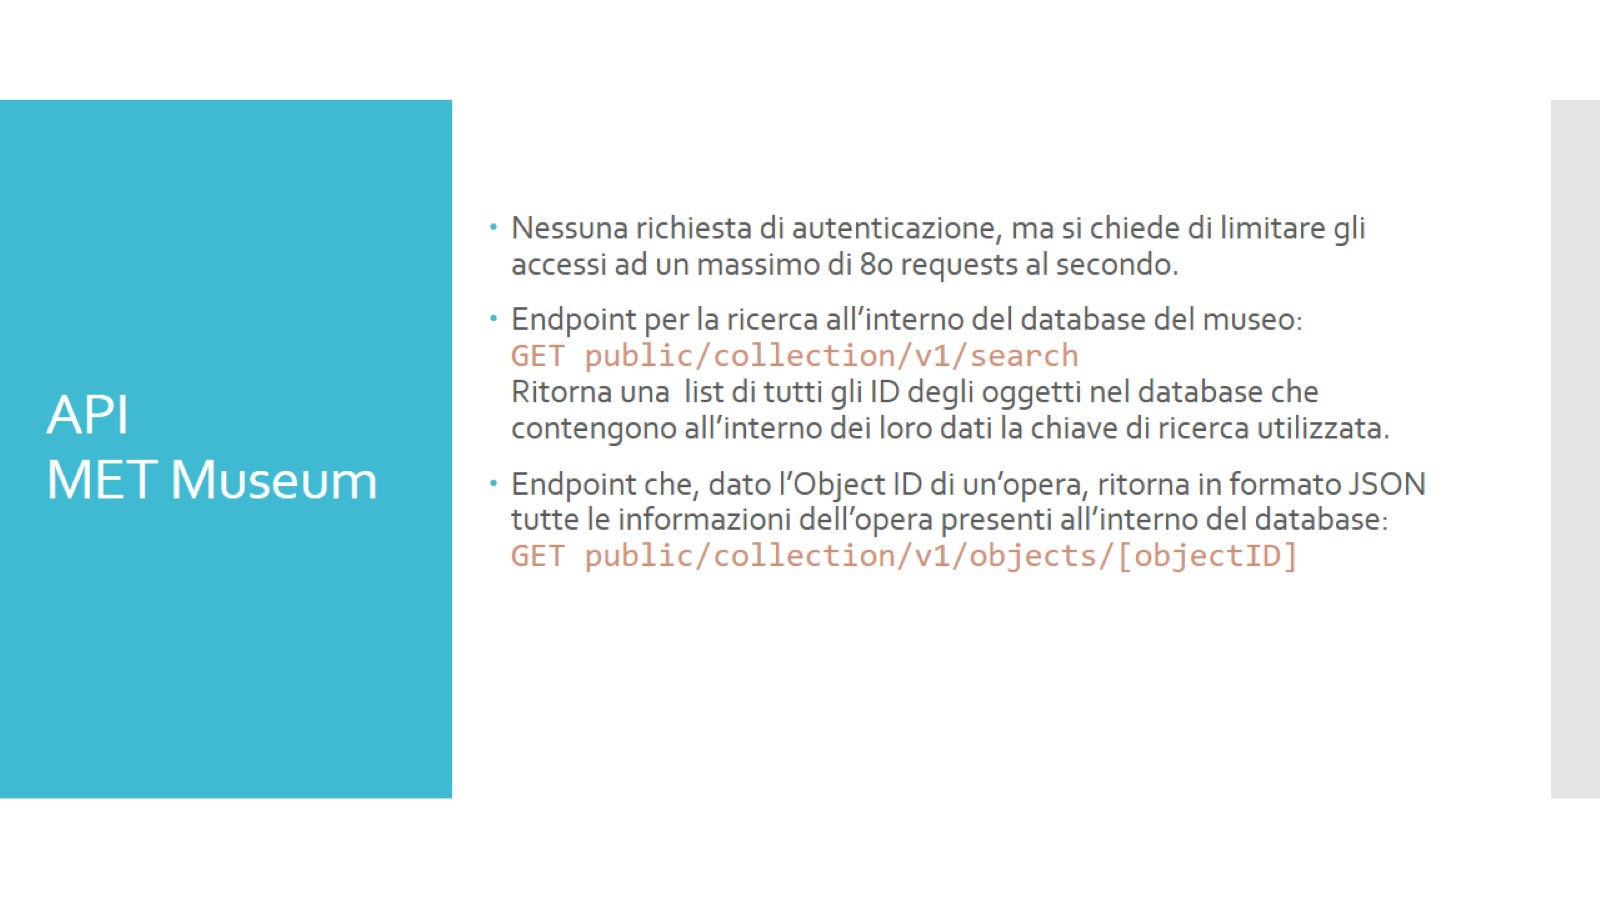 API
MET Museum
• Nessuna richiesta di autenticazione, ma si chiede di limitare gli
accessi ad un massimo di 80 requests al secondo.
• Endpoint per la ricerca all’interno del database del museo:
GET public/collection/v1/search
Ritorna una  list di tutti gli ID degli oggetti nel database che
contengono all’interno dei loro dati la chiave di ricerca utilizzata.
• Endpoint che, dato l’Object ID di un’opera, ritorna in formato JSON
tutte le informazioni dell’opera presenti all’interno del database:
GET public/collection/v1/objects/[objectID]